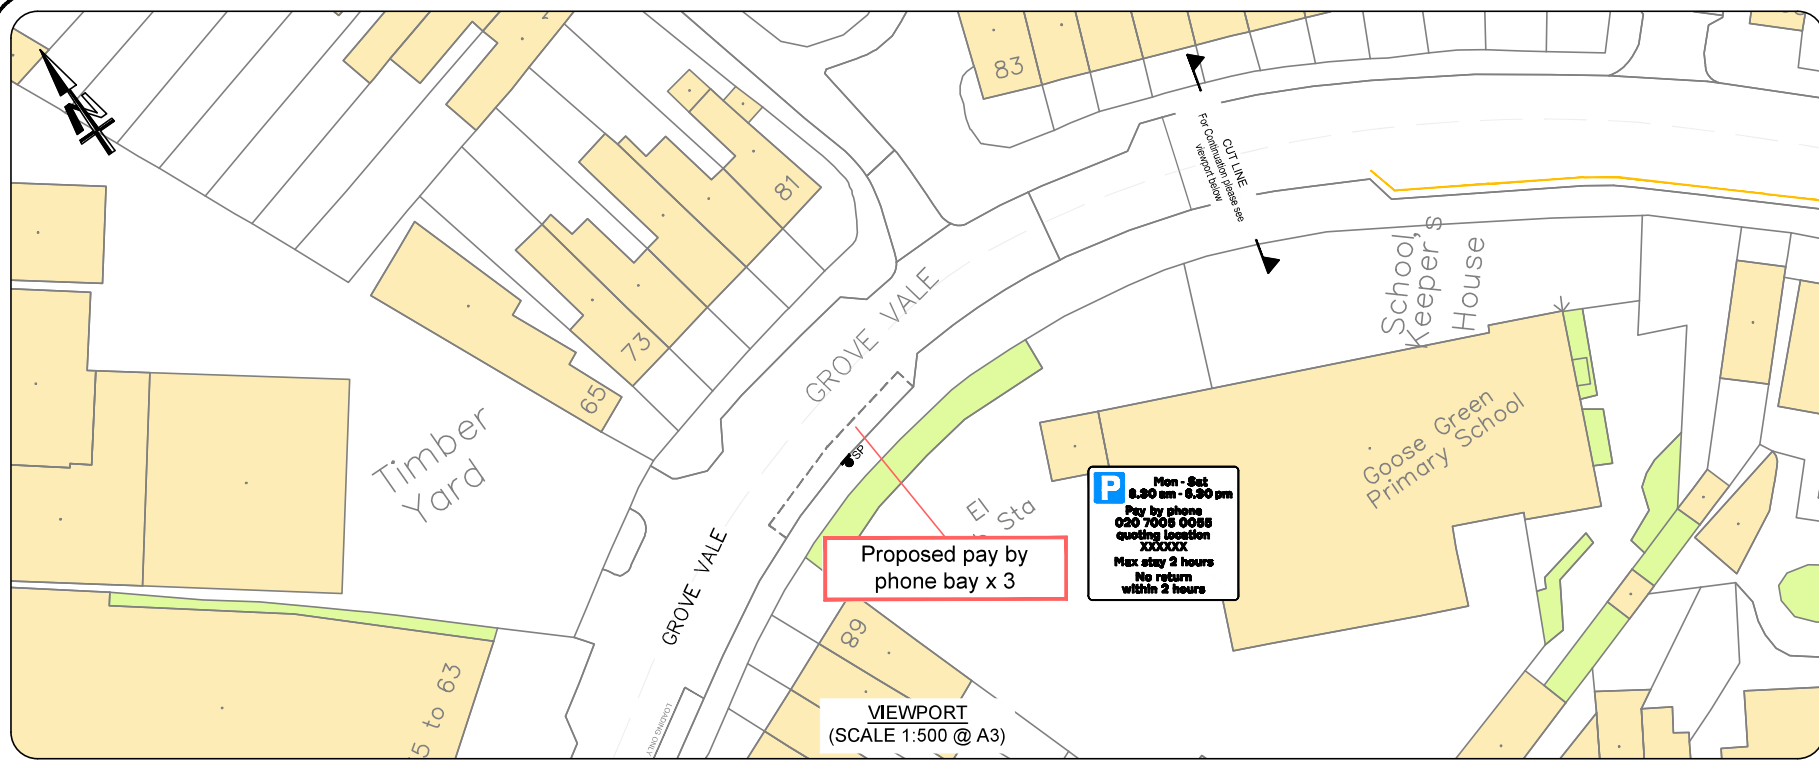 83
81
73
65
CUT LINE
For Continuation please see
viewport below
GROVE VALE
School
Keeper's
House
Timber
Yard
SP
Goose Green
Primary School
El
Sta
P
Mon - Sat
8.30 am - 6.30 pm
Pay by phone
020 7005 0055
quoting location
XXXXXX
Max stay 2 hours
No return
within 2 hours
Proposed pay by
phone bay x 3
GROVE VALE
89
5 to 63
LOADING ONLY
VIEWPORT
(SCALE 1:500 @ A3)
N